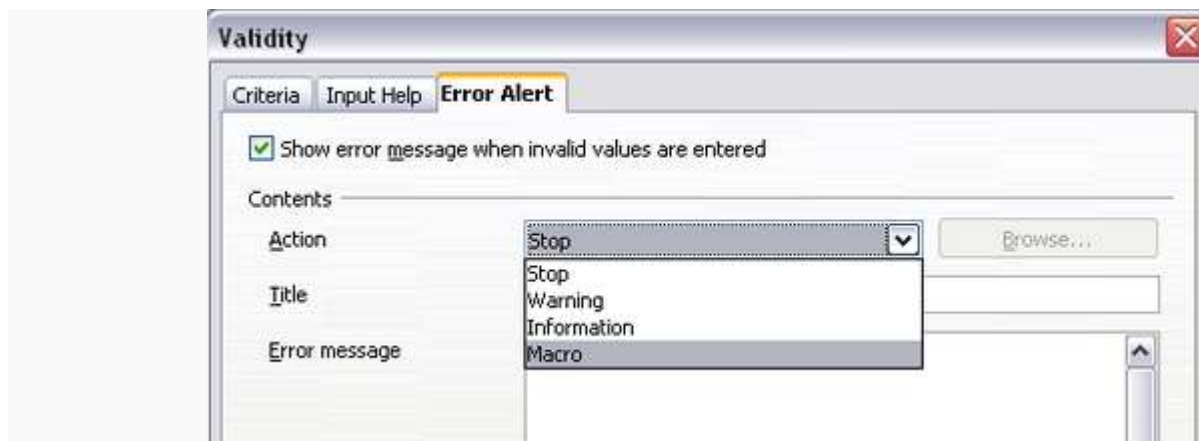 Validity
Criteria Input Help Error Alert
Show error message when invalid values are entered
Contents
Action Stop Browse...
Stop
Title
Warning
Information
Error message
Macro